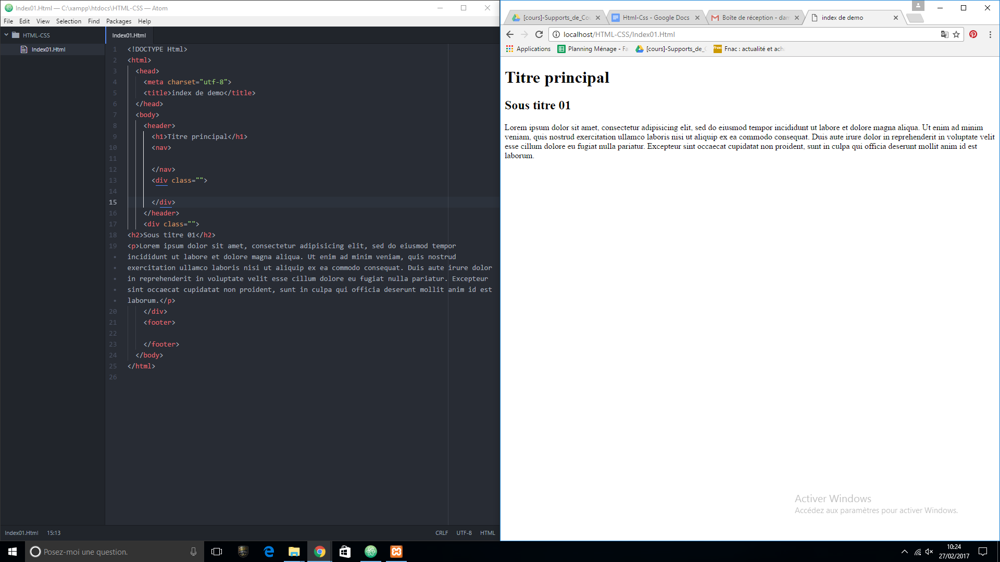 Index01.Html — C:\xampp\htdocs\HTML-CSS — Atom
File Edit View Selection Find Packages Help
HTML-CSS
Index01.Html
Index01.Html
1 <!DOCTYPE Html>
2 <html>
3 <head>
4 <meta charset="utf-8">
5 <title>index de demo</title>
6 </head>
7 <body>
8 <header>
9 <h1>Titre principal</h1>
10 <nav>
11
12 </nav>
13 <div class="">
14
15 </div>
16 </header>
17 <div class="">
18 <h2>Sous titre 01</h2>
19 <p>Lorem ipsum dolor sit amet, consectetur adipisicing elit, sed do eiusmod tempor
incididunt ut labore et dolore magna aliqua. Ut enim ad minim veniam, quis nostrud
exercitation ullamco laboris nisi ut aliquip ex ea commodo consequat. Duis aute irure dolor
in reprehenderit in voluptate velit esse cillum dolore eu fugiat nulla pariatur. Excepteur
sint occaecat cupidatat non proident, sunt in culpa qui officia deserunt mollit anim id est
laborum.</p>
20 </div>
21 <footer>
22
23 </footer>
24 </body>
25 </html>
26
Index01.Html 15:13 CRLF UTF-8 HTML
[cours]-Supports_de_Co Html-Css - Google Docs Boîte de réception - dam index de demo
localhost/HTML-CSS/Index01.Html
Applications Planning Ménage - Fa [cours]-Supports_de_C Fnac : actualité et ach
Titre principal
Sous titre 01
Lorem ipsum dolor sit amet, consectetur adipisicing elit, sed do eiusmod tempor incididunt ut labore et dolore magna aliqua. Ut enim ad minim
veniam, quis nostrud exercitation ullamco laboris nisi ut aliquip ex ea commodo consequat. Duis aute irure dolor in reprehenderit in voluptate velit
esse cillum dolore eu fugiat nulla pariatur. Excepteur sint occaecat cupidatat non proident, sunt in culpa qui officia deserunt mollit anim id est
laborum.
Activer Windows
Accédez aux paramètres pour activer Windows.
Posez-moi une question.
10:24
27/02/2017